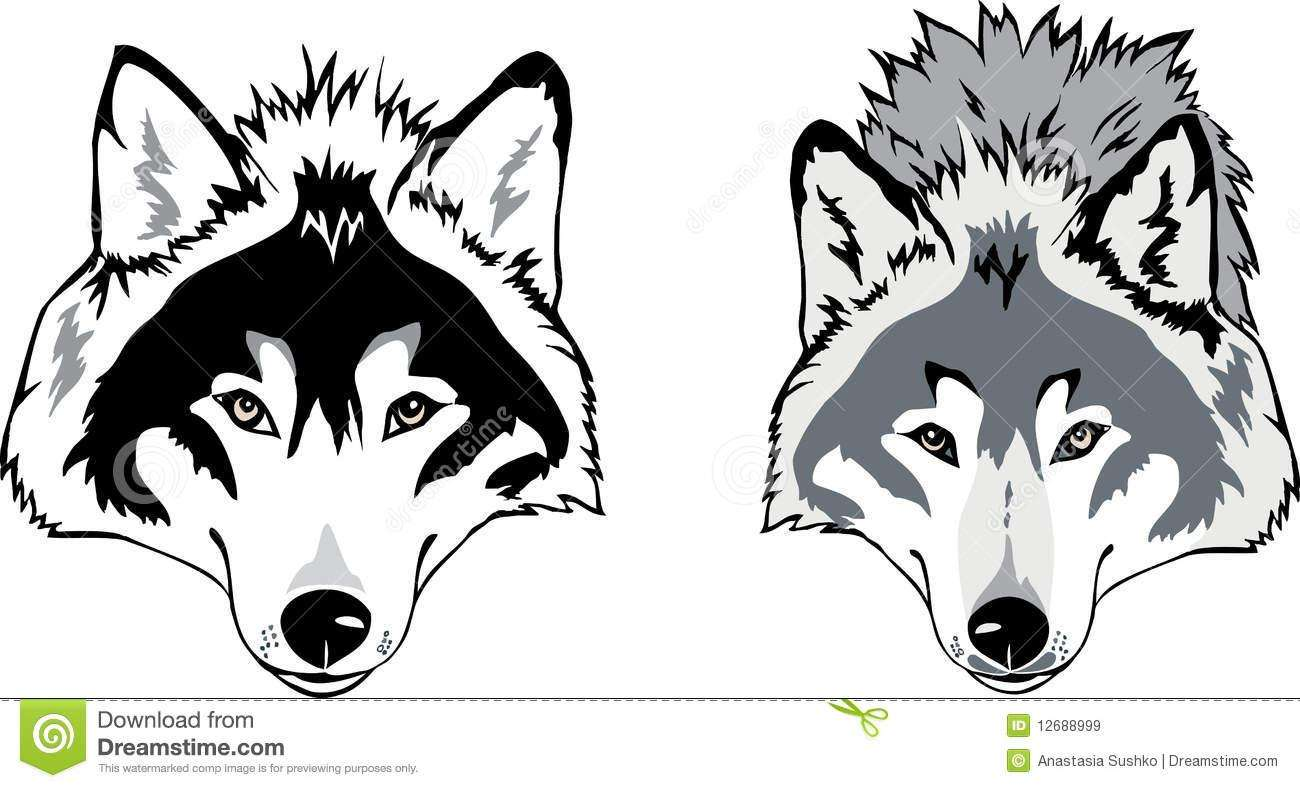 Download from
Dreamstime.com
This watermarked comp image is for previewing purposes only.
ID 12688999
© Anastasia Sushko | Dreamstime.com